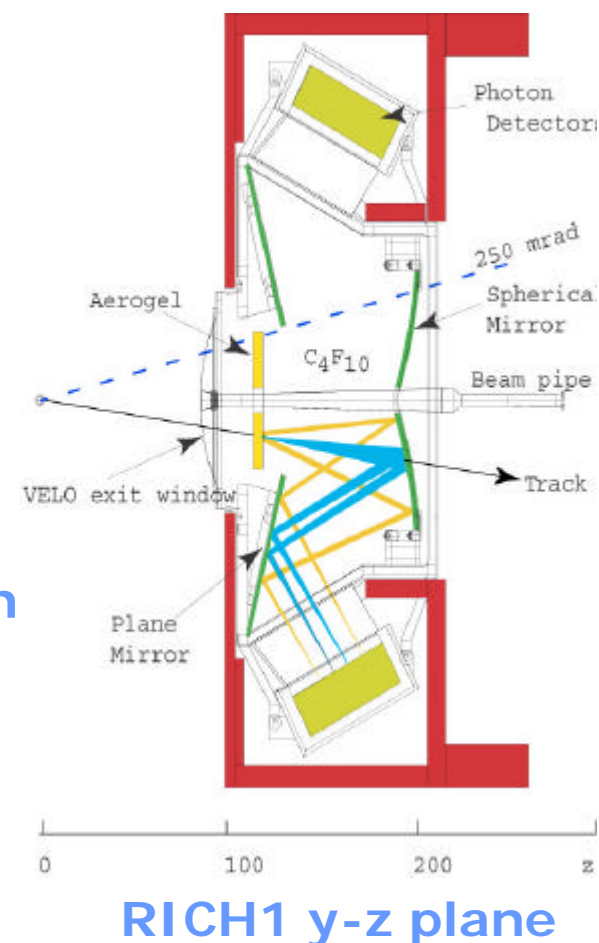 Photon
Detectors
250 mrad
Aerogel
Spherical
Mirror
C4F10
Beam pipe
VELO exit window
Track
n
Plane
Mirror
0 100 200 z
RICH1 y-z plane